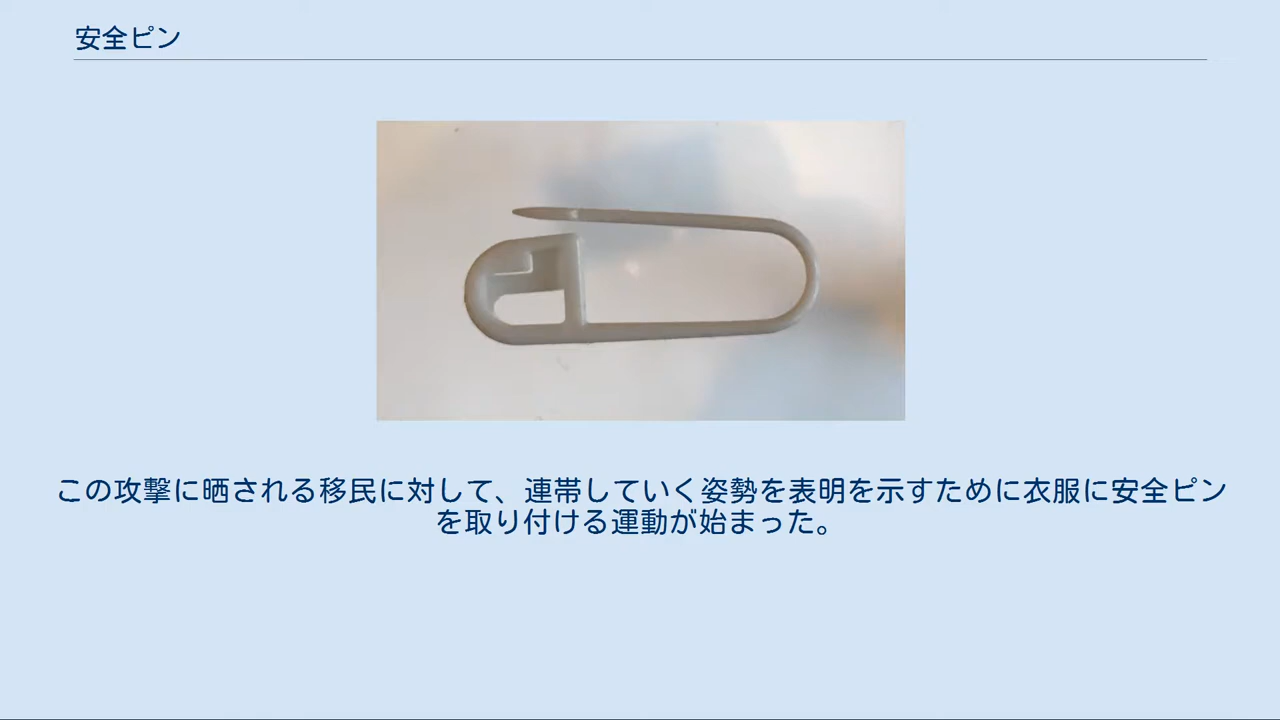 安全ピン
この攻撃に晒される移民に対して、連帯していく姿勢を表明を示すために衣服に安全ピン
を取り付ける運動が始まった。